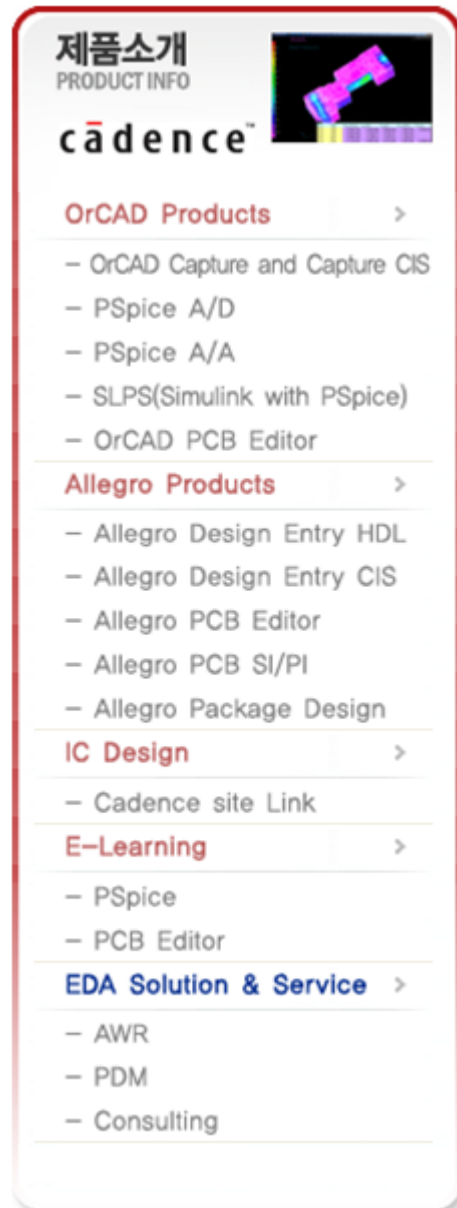 제품소개
PRODUCT INFO
cādence™
OrCAD Products >
- OrCAD Capture and Capture CIS
- PSpice A/D
- PSpice A/A
- SLPS(Simulink with PSpice)
- OrCAD PCB Editor
Allegro Products >
- Allegro Design Entry HDL
- Allegro Design Entry CIS
- Allegro PCB Editor
- Allegro PCB SI/PI
- Allegro Package Design
IC Design >
- Cadence site Link
E-Learning >
- PSpice
- PCB Editor
EDA Solution & Service >
- AWR
- PDM
- Consulting